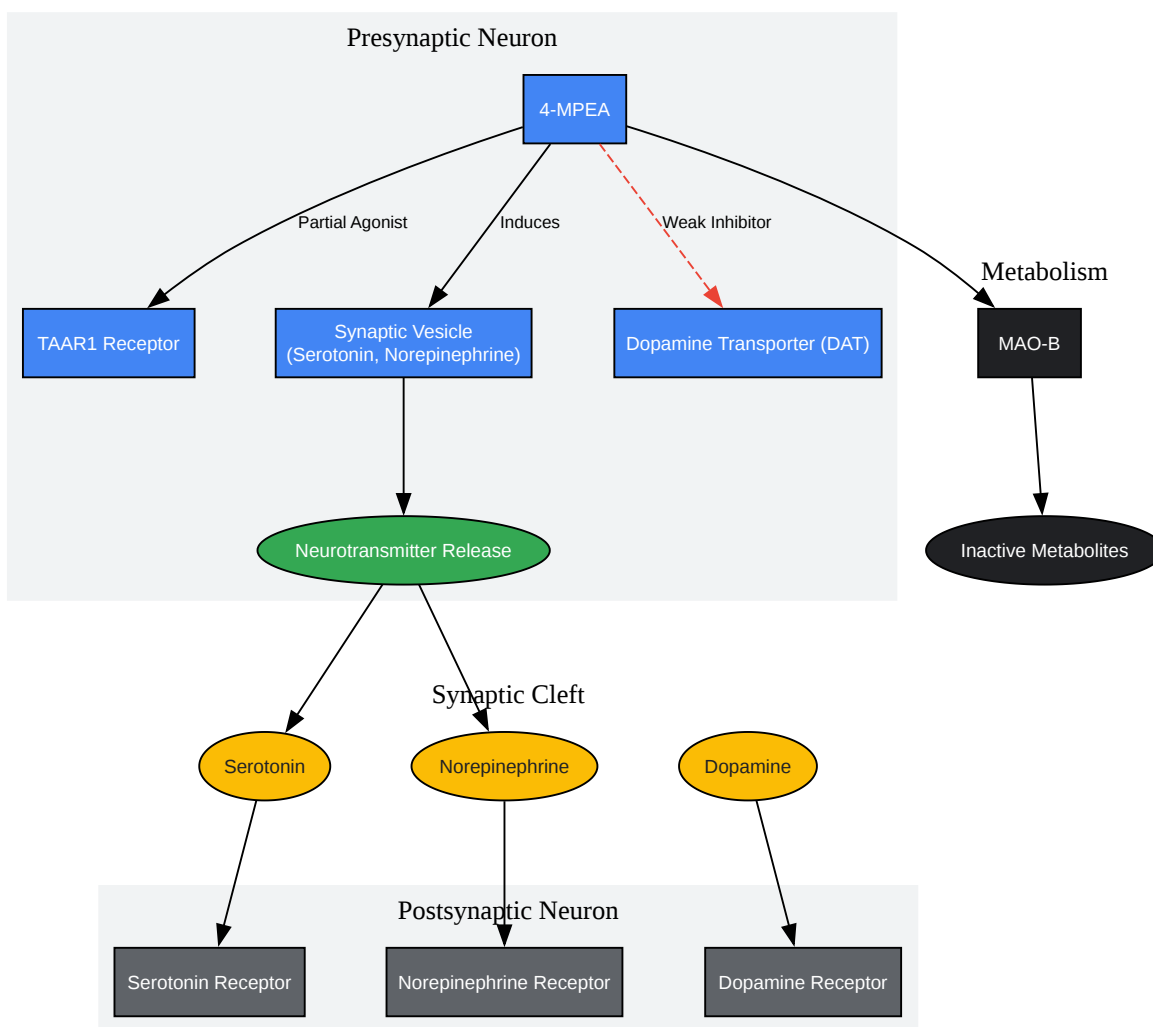 Presynaptic Neuron
4-MPEA
Partial Agonist
Induces
Weak Inhibitor
Metabolism
TAAR1 Receptor
Synaptic Vesicle
(Serotonin, Norepinephrine)
Dopamine Transporter (DAT)
MAO-B
Neurotransmitter Release
Inactive Metabolites
Synaptic Cleft
Serotonin
Norepinephrine
Dopamine
Postsynaptic Neuron
Serotonin Receptor
Norepinephrine Receptor
Dopamine Receptor